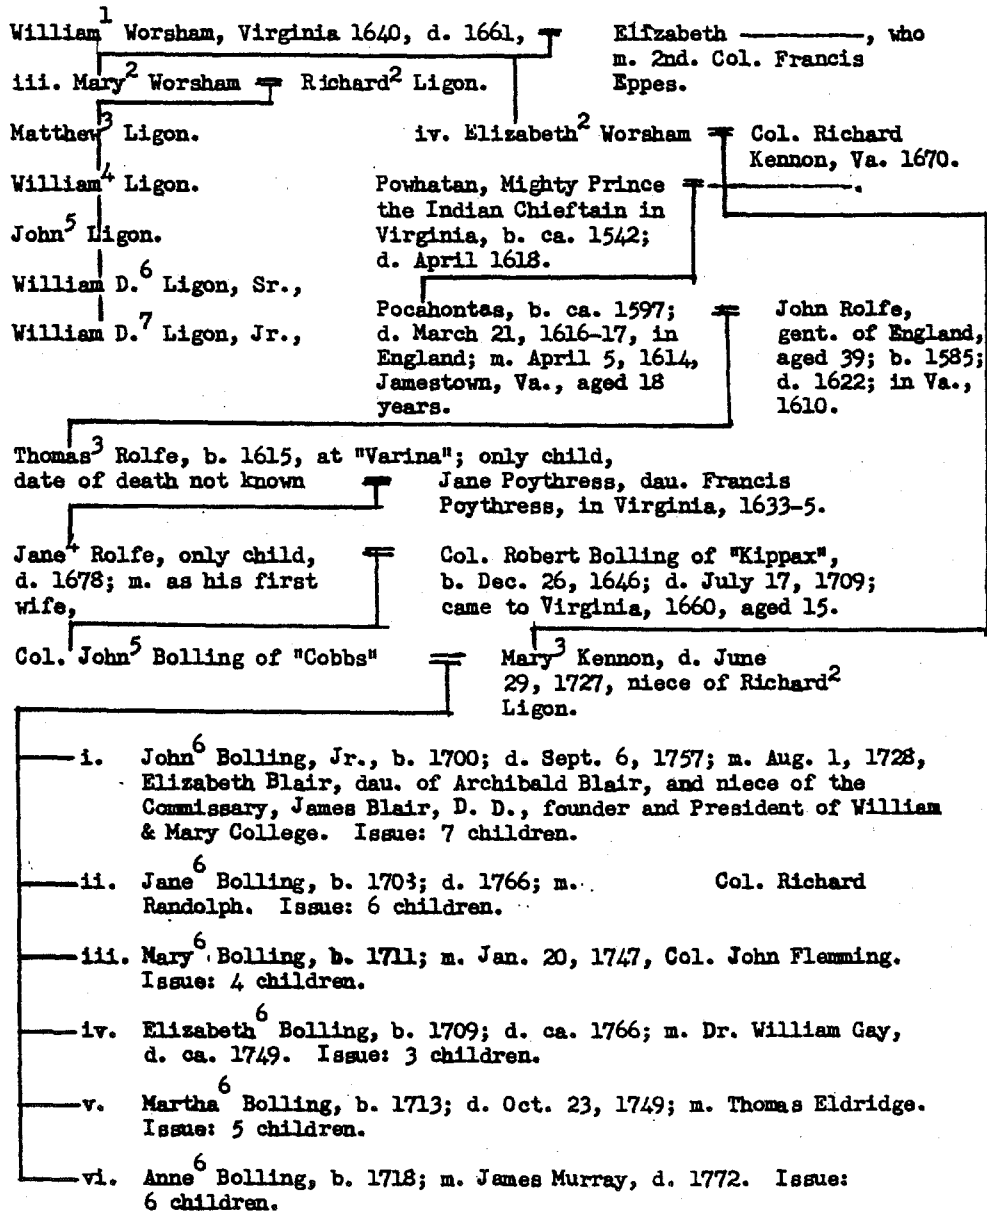 William¹ Worsham, Virginia 1640, d. 1661, = Elizabeth ————, who
m. 2nd. Col. Francis
Eppes.
iii. Mary² Worsham = Richard² Ligon.
Matthew³ Ligon.
iv. Elizabeth² Worsham = Col. Richard
Kennon, Va. 1670.
William⁴ Ligon.
John⁵ Ligon.
William D.⁶ Ligon, Sr.,
William D.⁷ Ligon, Jr.,
Powhatan, Mighty Prince = ————.
the Indian Chieftain in
Virginia, b. ca. 1542;
d. April 1618.
Pocahontas, b. ca. 1597;
d. March 21, 1616-17, in
England; m. April 5, 1614,
Jamestown, Va., aged 18
years.
=
John Rolfe,
gent. of England,
aged 39; b. 1585;
d. 1622; in Va.,
1610.
Thomas³ Rolfe, b. 1615, at "Varina"; only child,
date of death not known = Jane Poythress, dau. Francis
Poythress, in Virginia, 1633-5.
Jane⁴ Rolfe, only child,
d. 1678; m. as his first
wife,
=
Col. Robert Bolling of "Kippax",
b. Dec. 26, 1646; d. July 17, 1709;
came to Virginia, 1660, aged 15.
Col. John⁵ Bolling of "Cobbs" = Mary³ Kennon, d. June
29, 1727, niece of Richard²
Ligon.
i. John⁶ Bolling, Jr., b. 1700; d. Sept. 6, 1757; m. Aug. 1, 1728,
Elizabeth Blair, dau. of Archibald Blair, and niece of the
Commissary, James Blair, D. D., founder and President of William
& Mary College. Issue: 7 children.
ii. Jane⁶ Bolling, b. 1703; d. 1766; m. Col. Richard
Randolph. Issue: 6 children.
iii. Mary⁶ Bolling, b. 1711; m. Jan. 20, 1747, Col. John Flemming.
Issue: 4 children.
iv. Elizabeth⁶ Bolling, b. 1709; d. ca. 1766; m. Dr. William Gay,
d. ca. 1749. Issue: 3 children.
v. Martha⁶ Bolling, b. 1713; d. Oct. 23, 1749; m. Thomas Eldridge.
Issue: 5 children.
vi. Anne⁶ Bolling, b. 1718; m. James Murray, d. 1772. Issue:
6 children.